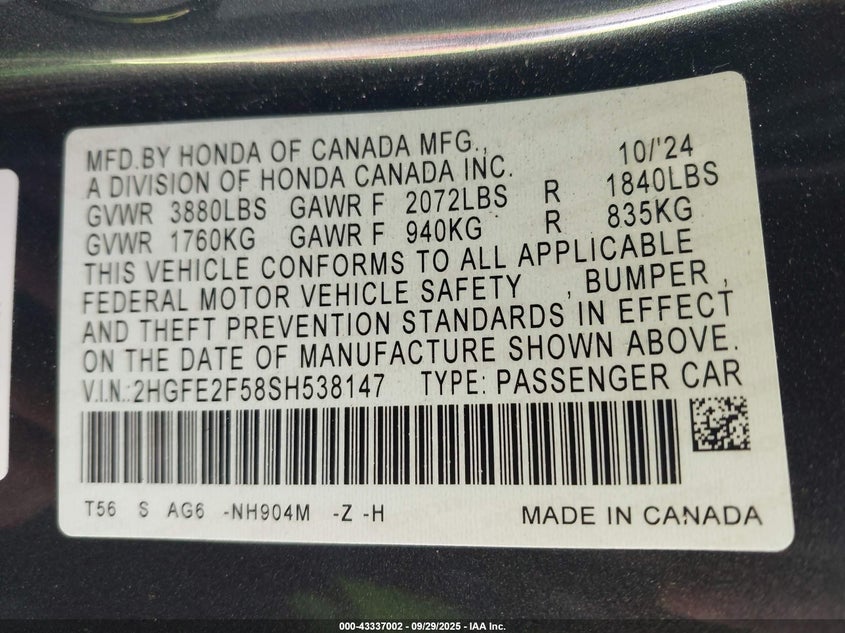 MFD.BY HONDA OF CANADA MFG., 10/'24
A DIVISION OF HONDA CANADA INC.
GVWR 3880LBS GAWR F 2072LBS R 1840LBS
GVWR 1760KG GAWR F 940KG R 835KG
THIS VEHICLE CONFORMS TO ALL APPLICABLE
FEDERAL MOTOR VEHICLE SAFETY , BUMPER ,
AND THEFT PREVENTION STANDARDS IN EFFECT
ON THE DATE OF MANUFACTURE SHOWN ABOVE.
V.I.N.:2HGFE2F58SH538147 TYPE: PASSENGER CAR
T56 S AG6 -NH904M -Z -H MADE IN CANADA
000-43337002 - 09/29/2025 - IAA Inc.